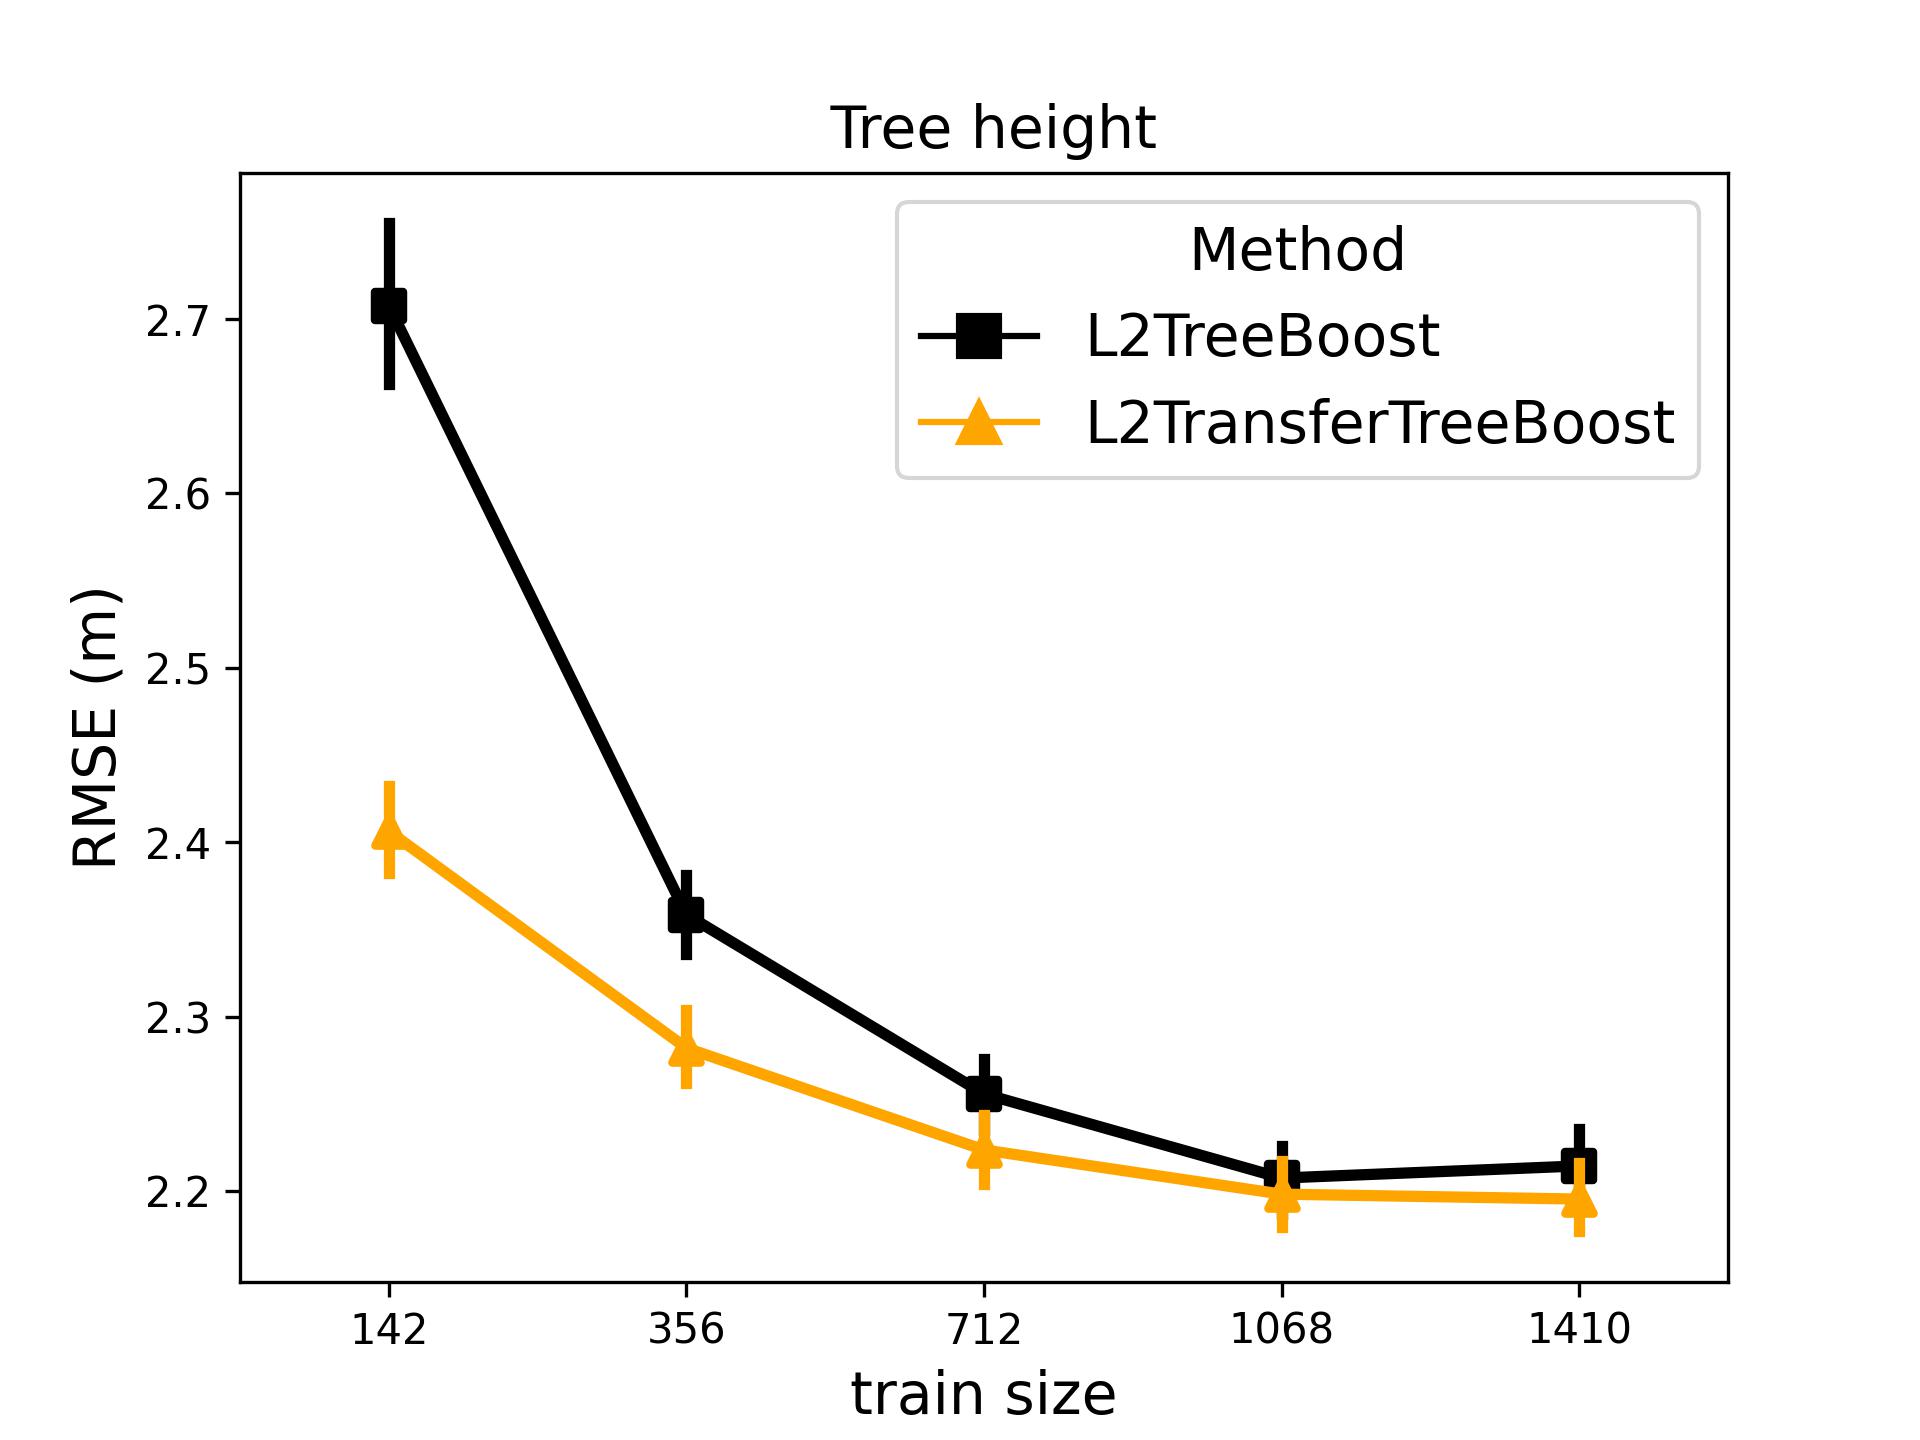 Tree height
Method
L2TreeBoost
L2TransferTreeBoost
RMSE (m)
2.7
2.6
2.5
2.4
2.3
2.2
142 356 712 1068 1410
train size